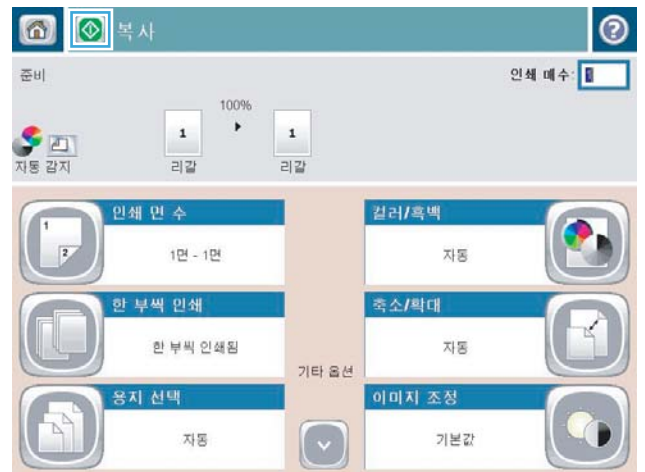 복사
준비
인쇄 매수:
100%
1
1
자동 감지
리갈
리갈
인쇄 면 수
1
2
1면 - 1면
컬러/흑백
자동
한 부씩 인쇄
한 부씩 인쇄됨
축소/확대
자동
기타 옵션
용지 선택
자동
이미지 조정
기본값